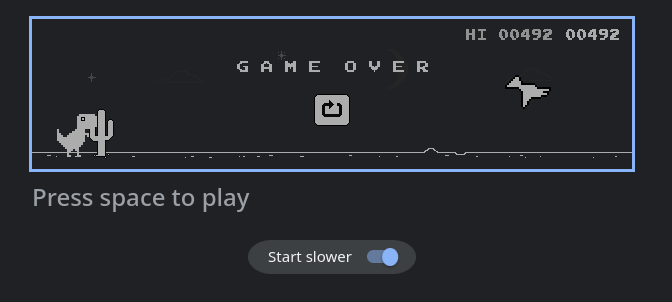 HI 00492 00492
GAME OVER
Press space to play
Start slower